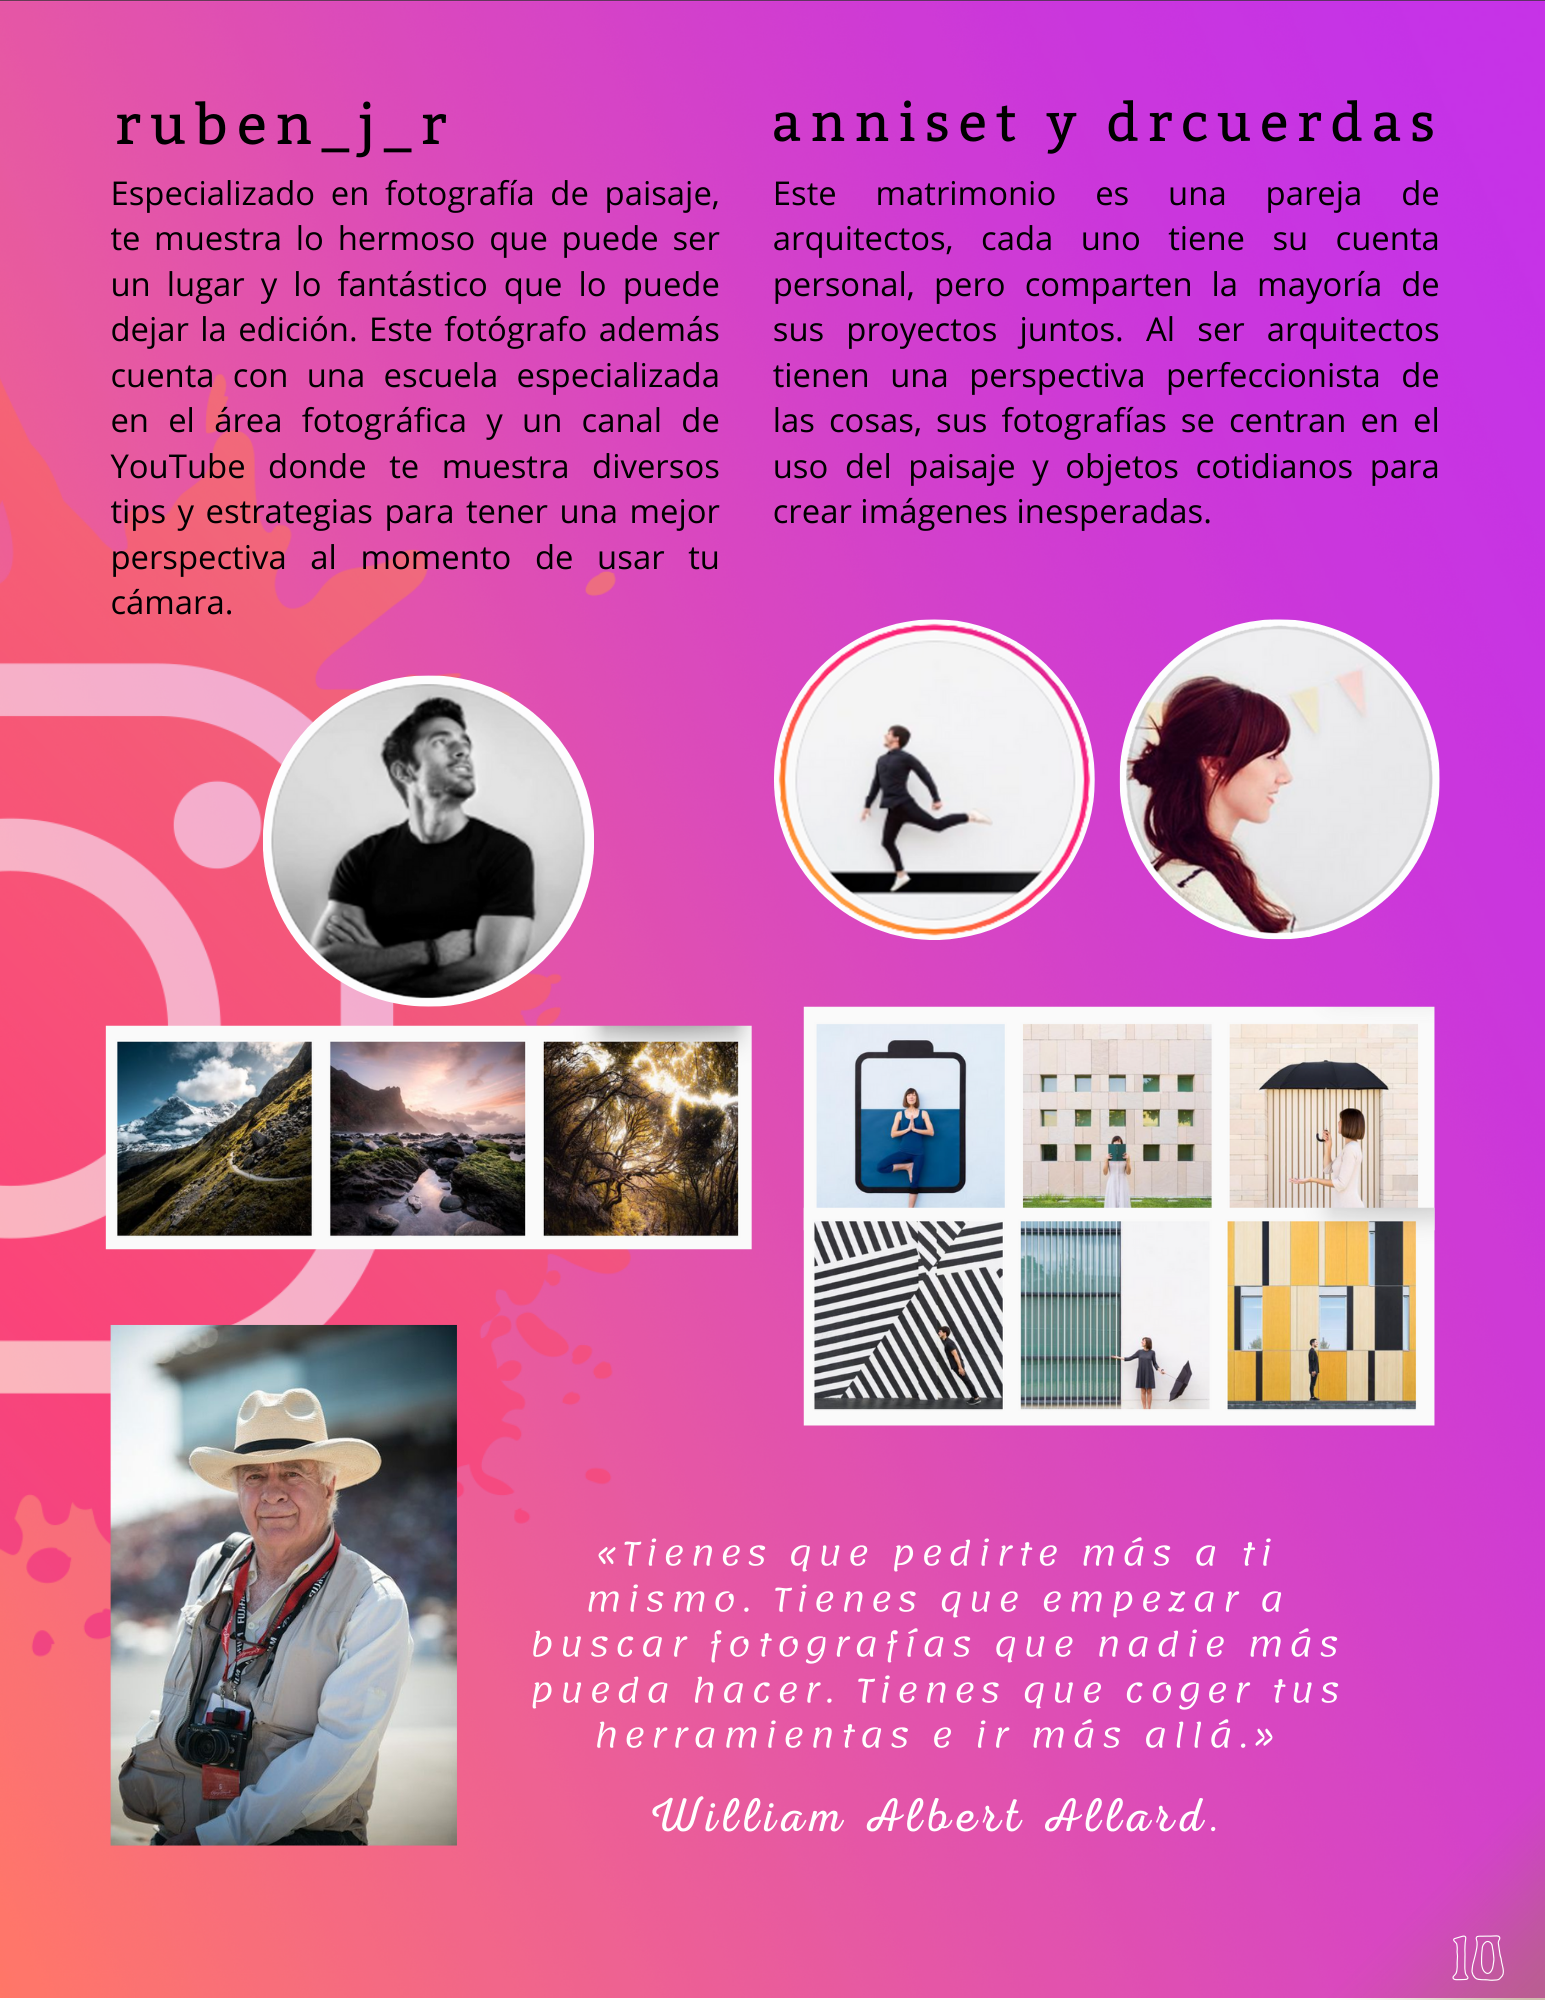 ruben_j_r
Especializado en fotografía de paisaje,
te muestra lo hermoso que puede ser
un lugar y lo fantástico que lo puede
dejar la edición. Este fotógrafo además
cuenta con una escuela especializada
en el área fotográfica y un canal de
YouTube donde te muestra diversos
tips y estrategias para tener una mejor
perspectiva al momento de usar tu
cámara.
anniset y drcuerdas
Este matrimonio es una pareja de
arquitectos, cada uno tiene su cuenta
personal, pero comparten la mayoría de
sus proyectos juntos. Al ser arquitectos
tienen una perspectiva perfeccionista de
las cosas, sus fotografías se centran en el
uso del paisaje y objetos cotidianos para
crear imágenes inesperadas.
«Tienes que pedirte más a ti
mismo. Tienes que empezar a
buscar fotografías que nadie más
pueda hacer. Tienes que coger tus
herramientas e ir más allá.»
William Albert Allard.
10